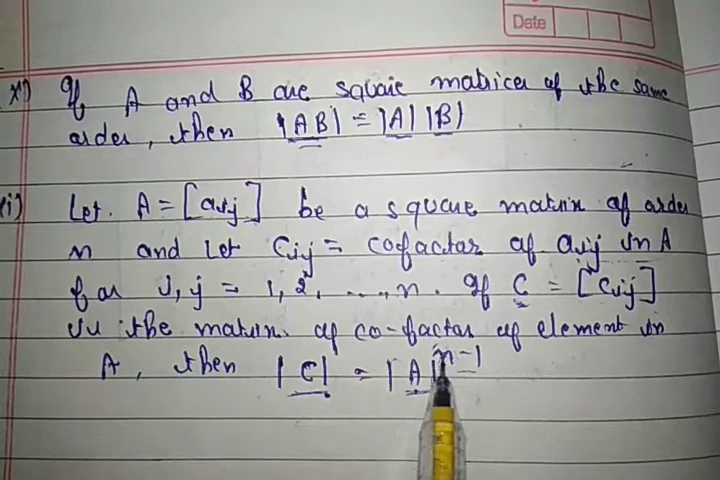 Date
x) If A and B are square matrices of the same
order, then |AB| = |A| |B|
xi) Let A = [aij] be a square matrix of order
n and let Cij = cofactor of aij in A
for i, j = 1, 2, ..., n. If C = [Cij]
is the matrix of co-factor of element in
A, then |C| = |A|^n-1